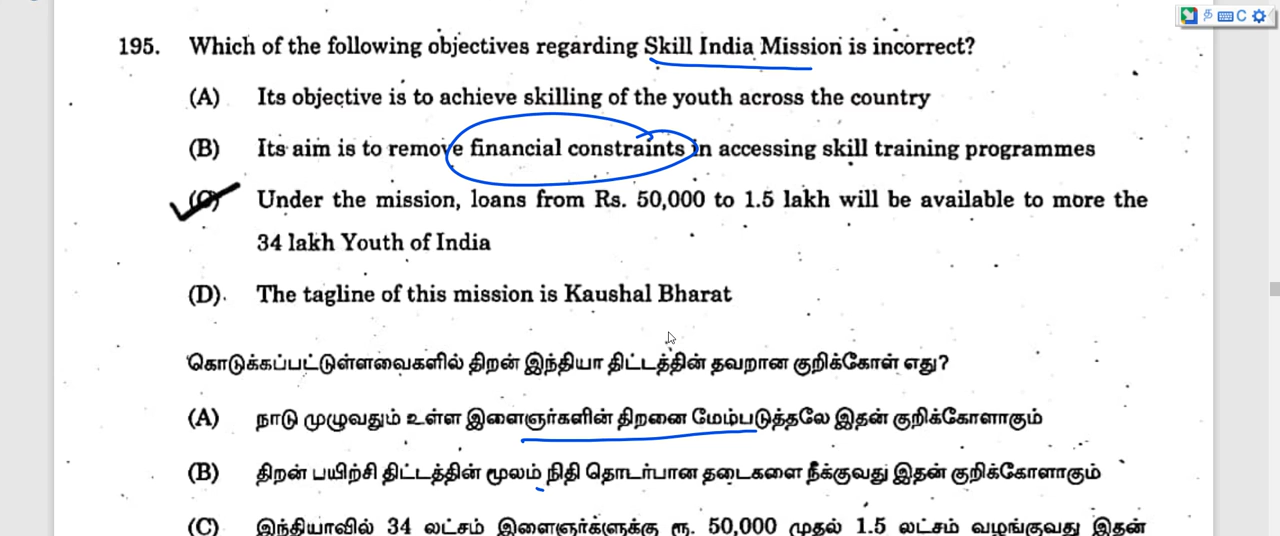 195. Which of the following objectives regarding Skill India Mission is incorrect?
(A) Its objective is to achieve skilling of the youth across the country
(B) Its aim is to remove financial constraints in accessing skill training programmes
(C) Under the mission, loans from Rs. 50,000 to 1.5 lakh will be available to more the
34 lakh Youth of India
(D). The tagline of this mission is Kaushal Bharat
கொடுக்கப்பட்டுள்ளவைகளில் திறன் இந்தியா திட்டத்தின் தவறான குறிக்கோள் எது?
(A) நாடு முழுவதும் உள்ள இளைஞர்களின் திறனை மேம்படுத்தலே இதன் குறிக்கோளாகும்
(B) திறன் பயிற்சி திட்டத்தின் மூலம் நிதி தொடர்பான தடைகளை நீக்குவது இதன் குறிக்கோளாகும்
(C) இந்தியாவில் 34 லட்சம் இளைஞர்களுக்கு ரூ. 50,000 முதல் 1.5 லட்சம் வழங்குவது இதன்